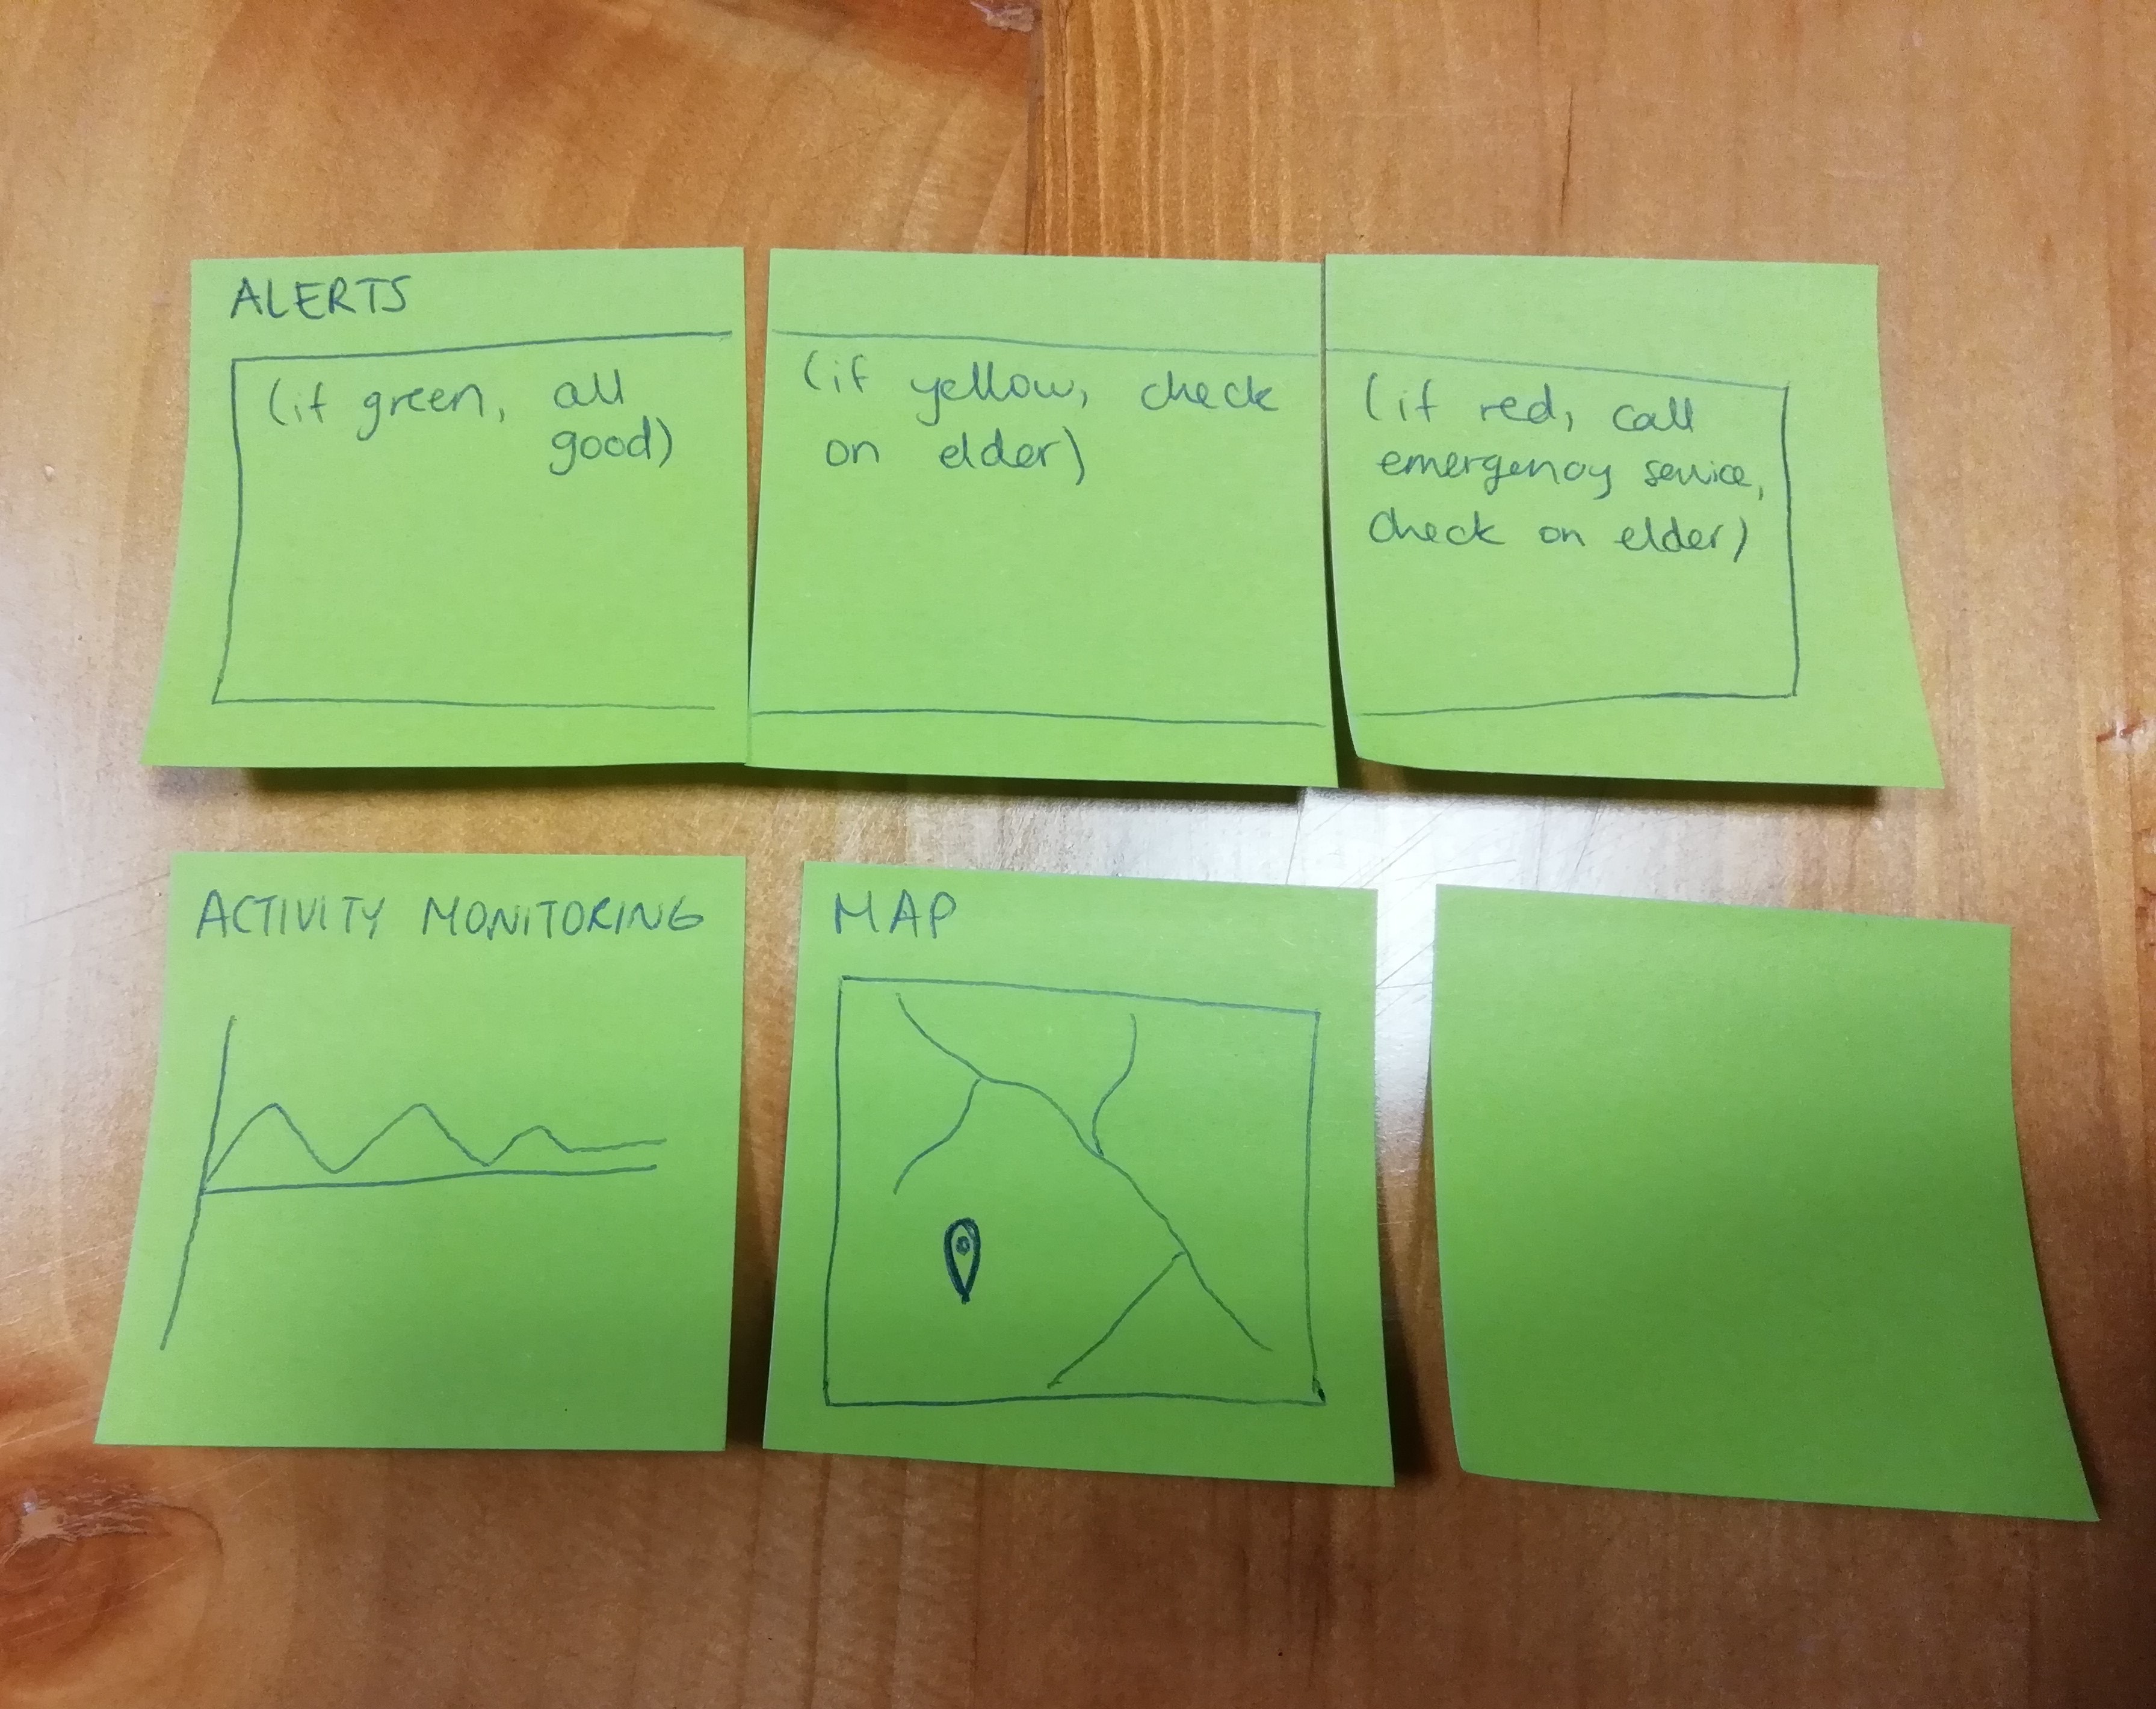 ALERTS
(if green, all
good)
(if yellow, check
on elder)
(if red, call
emergency service,
check on elder)
ACTIVITY MONITORING
MAP